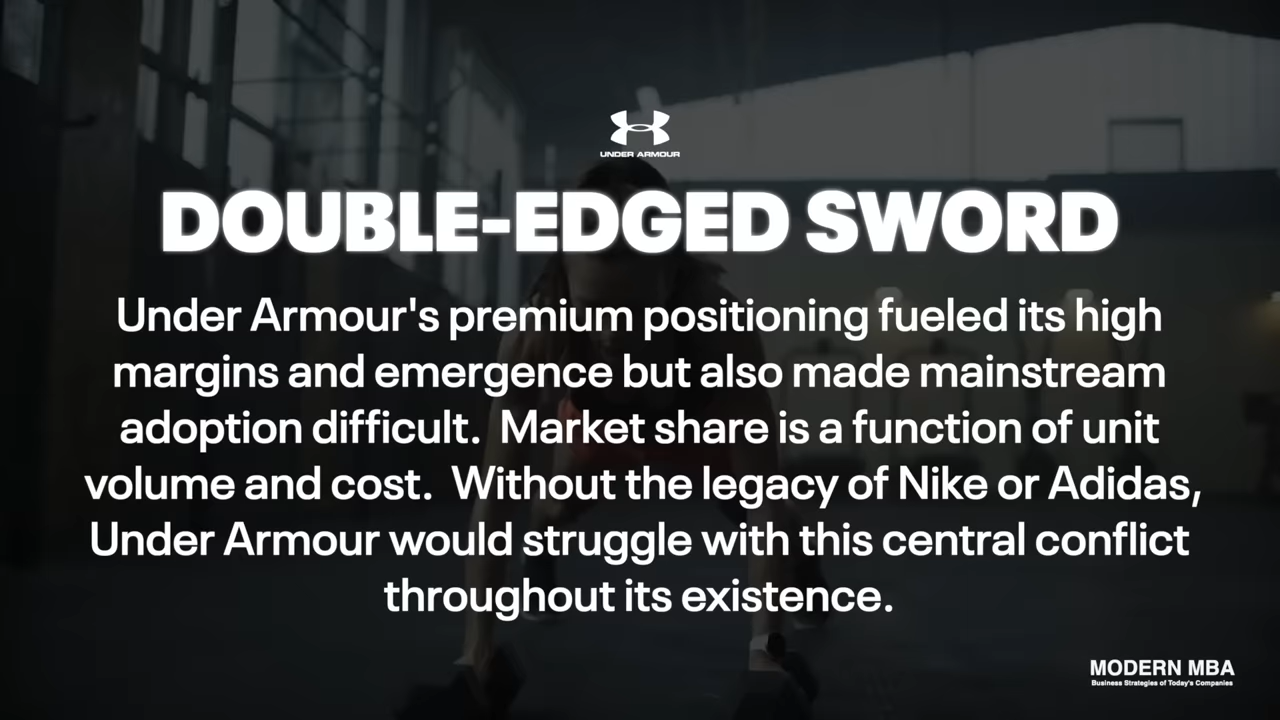 UNDER ARMOUR
DOUBLE-EDGED SWORD
Under Armour's premium positioning fueled its high
margins and emergence but also made mainstream
adoption difficult.  Market share is a function of unit
volume and cost.  Without the legacy of Nike or Adidas,
Under Armour would struggle with this central conflict
throughout its existence.
MODERN MBA
Business Strategies of Today's Companies